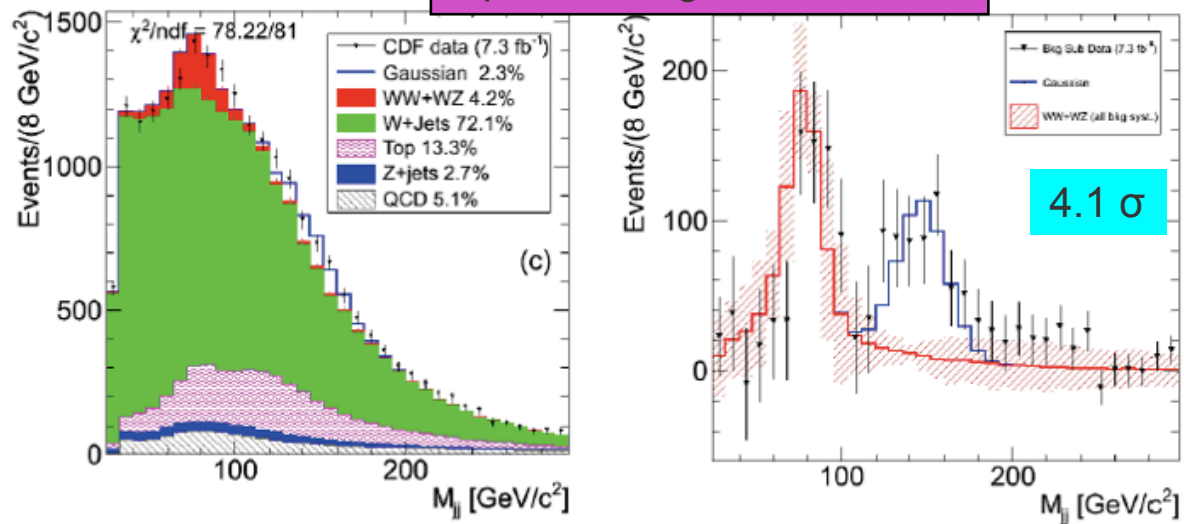 χ²/ndf = 78.22/81
CDF data (7.3 fb⁻¹)
Gaussian 2.3%
WW+WZ 4.2%
W+Jets 72.1%
Top 13.3%
Z+jets 2.7%
QCD 5.1%
(c)
Events/(8 GeV/c²)
1500
1000
500
0
100
200
M_jj [GeV/c²]
Bkg Sub Data (7.3 fb⁻¹)
Gaussian
WW+WZ (all bkg syst.)
4.1 σ
Events/(8 GeV/c²)
200
100
0
100
200
M_jj [GeV/c²]